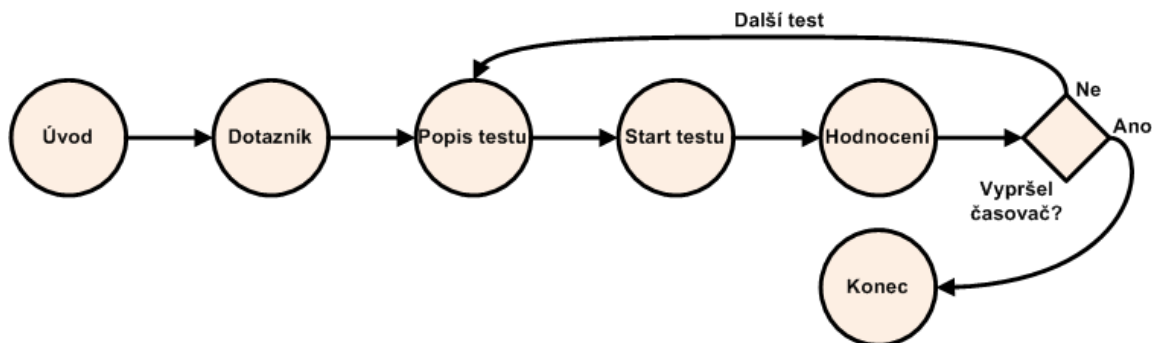 Další test
Ne
Ano
Úvod
Dotazník
Popis testu
Start testu
Hodnocení
Vypršel
časovač?
Konec